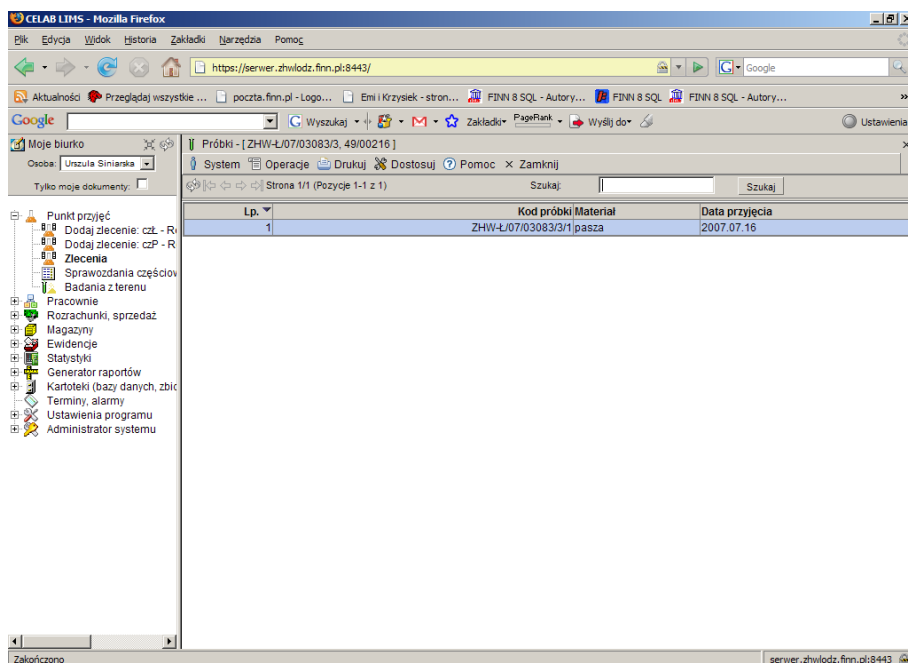 CELAB LIMS - Mozilla Firefox
Plik Edycja Widok Historia Zakładki Narzędzia Pomoc
https://serwer.zhwlodz.finn.pl:8443/ G Google
Aktualności Przeglądaj wszystkie ... poczta.finn.pl - Logo... Emi i Krzysiek - stron... FINN 8 SQL - Autory... FINN 8 SQL FINN 8 SQL - Autory... »
Google G Wyszukaj Zakładki PageRank Wyślij do Ustawienia
Moje biurko
Osoba: Urszula Siniarska
Tylko moje dokumenty:
Próbki - [ ZHW-Ł/07/03083/3, 49/00216 ]
System Operacje Drukuj Dostosuj Pomoc Zamknij
Strona 1/1 (Pozycje 1-1 z 1) Szukaj: Szukaj
Lp. Kod próbki Materiał Data przyjęcia
1 ZHW-Ł/07/03083/3/1 pasza 2007.07.16
Punkt przyjęć
Dodaj zlecenie: czŁ - Re
Dodaj zlecenie: czP - R
Zlecenia
Sprawozdania częściow
Badania z terenu
Pracownie
Rozrachunki, sprzedaż
Magazyny
Ewidencje
Statystyki
Generator raportów
Kartoteki (bazy danych, zbio
Terminy, alarmy
Ustawienia programu
Administrator systemu
Zakończono serwer.zhwlodz.finn.pl:8443